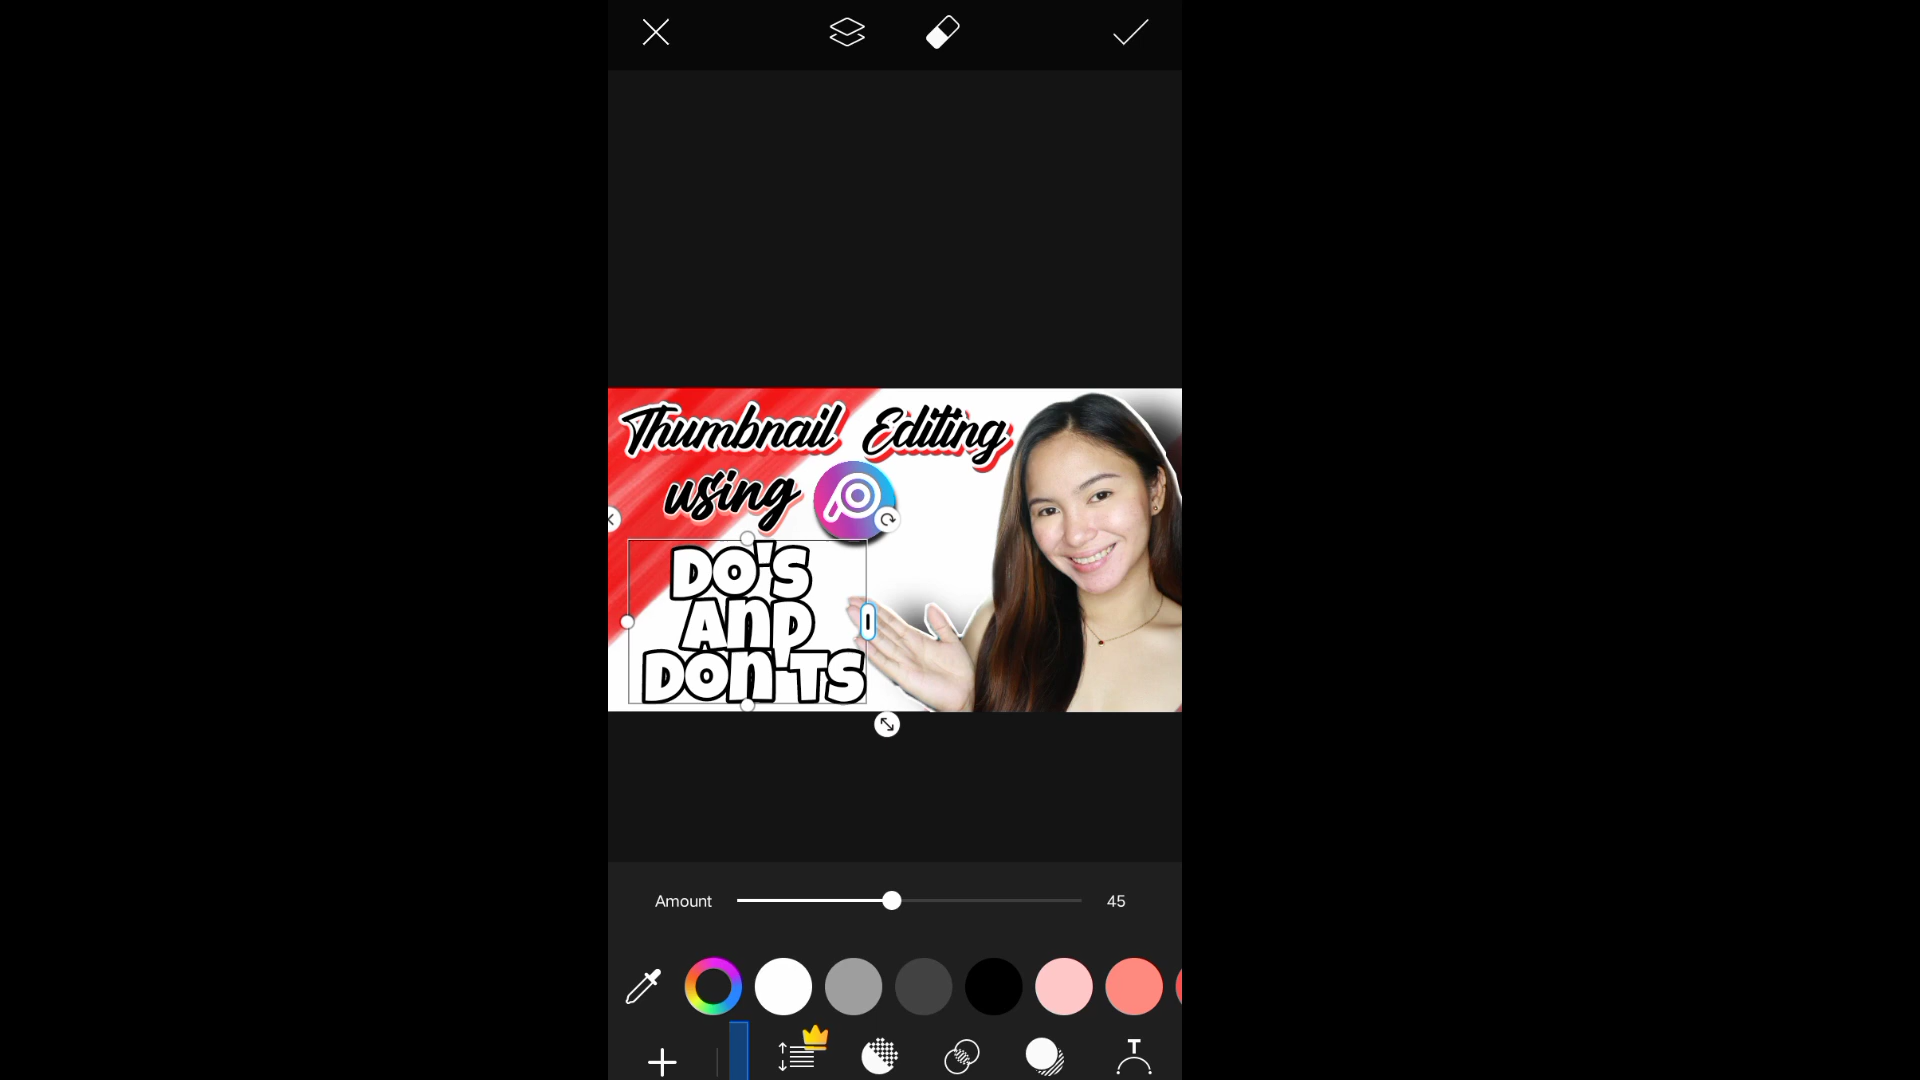 Thumbnail Editing
using
DO'S
AND
DON'TS
Amount 45
T